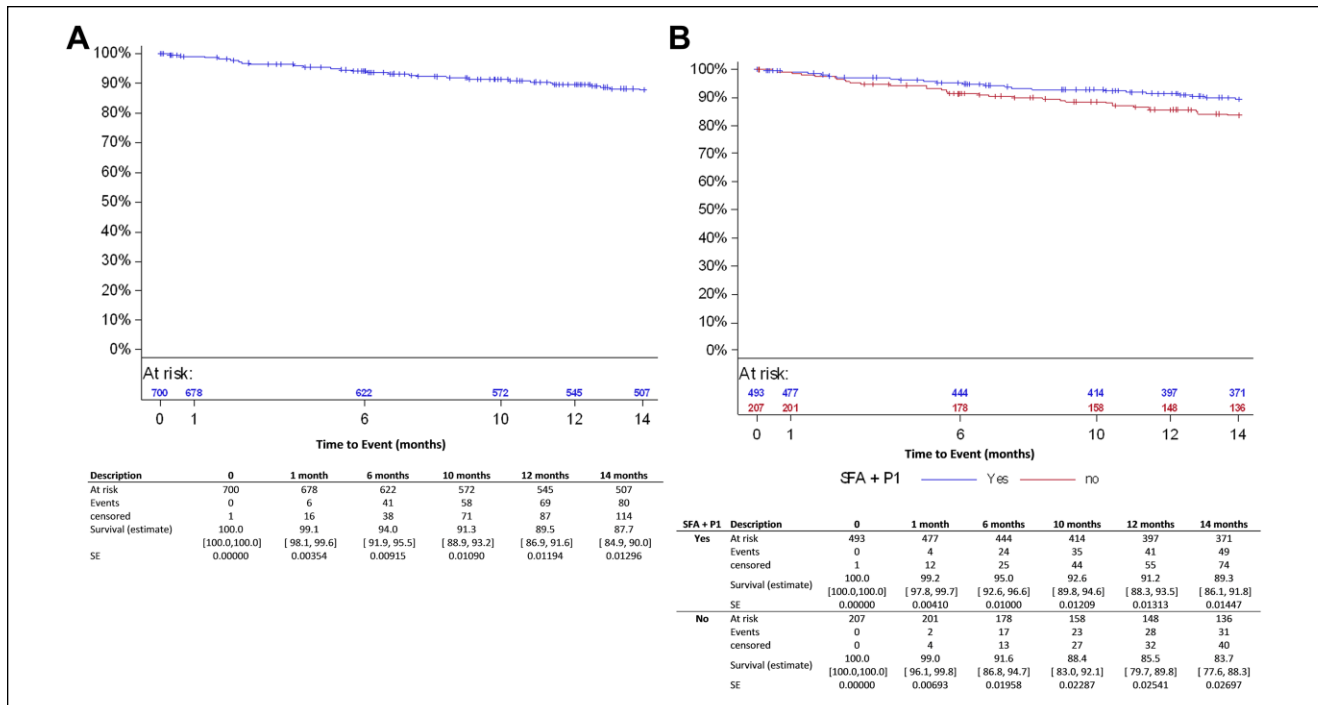 A
100%
90%
80%
70%
60%
50%
40%
30%
20%
10%
0%
At risk:
700 678 622 572 545 507
0 1 6 10 12 14
Time to Event (months)
Description 0 1 month 6 months 10 months 12 months 14 months
At risk 700 678 622 572 545 507
Events 0 6 41 58 69 80
censored 1 16 38 71 87 114
Survival (estimate) 100.0 99.1 94.0 91.3 89.5 87.7
[100.0,100.0] [98.1, 99.6] [91.9, 95.5] [88.9, 93.2] [86.9, 91.6] [84.9, 90.0]
SE 0.00000 0.00354 0.00915 0.01090 0.01194 0.01296
B
100%
90%
80%
70%
60%
50%
40%
30%
20%
10%
0%
At risk:
493 477 444 414 397 371
207 201 178 158 148 136
0 1 6 10 12 14
Time to Event (months)
SFA + P1 Yes no
SFA + P1 Description 0 1 month 6 months 10 months 12 months 14 months
Yes At risk 493 477 444 414 397 371
Events 0 4 24 35 41 49
censored 1 12 25 44 55 74
Survival (estimate) 100.0 99.2 95.0 92.6 91.2 89.3
[100.0,100.0] [ 97.8, 99.7] [ 92.6, 96.6] [ 89.8, 94.6] [ 88.3, 93.5] [ 86.1, 91.8]
SE 0.00000 0.00410 0.01000 0.01209 0.01313 0.01447
No At risk 207 201 178 158 148 136
Events 0 2 17 23 28 31
censored 0 4 13 27 32 40
Survival (estimate) 100.0 99.0 91.6 88.4 85.5 83.7
[100.0,100.0] [ 96.1, 99.8] [ 86.8, 94.7] [ 83.0, 92.1] [ 79.7, 89.8] [ 77.6, 88.3]
SE 0.00000 0.00693 0.01958 0.02287 0.02541 0.02697